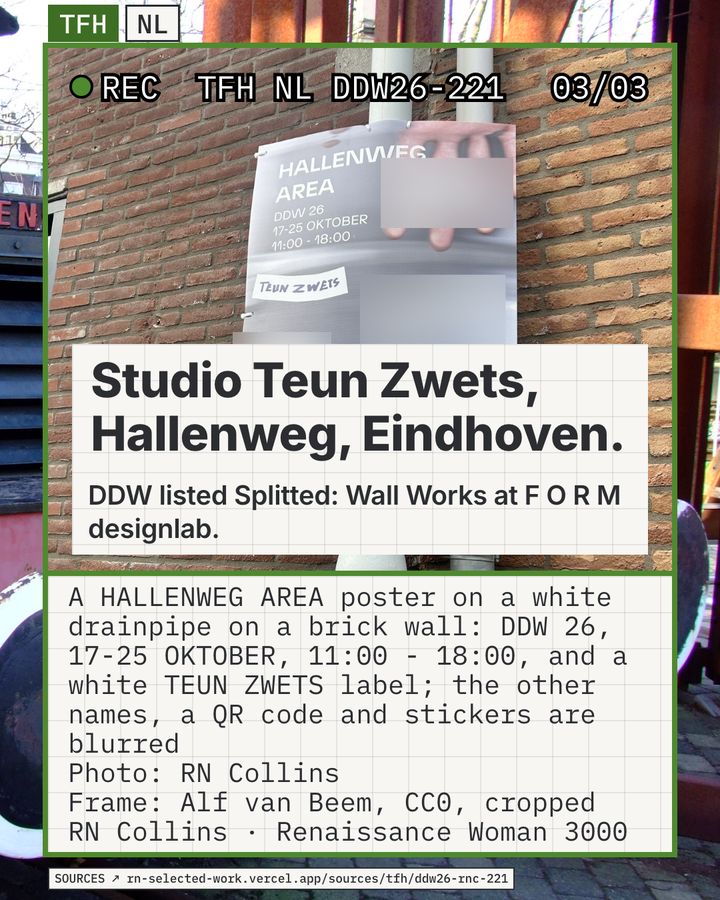 TFH NL
REC TFH NL DDW26-221 03/03
EN
HALLENWEG
AREA
DDW 26
17-25 OKTOBER
11:00 - 18:00
TEUN ZWETS
Studio Teun Zwets,
Hallenweg, Eindhoven.
DDW listed Splitted: Wall Works at F O R M
designlab.
A HALLENWEG AREA poster on a white
drainpipe on a brick wall: DDW 26,
17-25 OKTOBER, 11:00 - 18:00, and a
white TEUN ZWETS label; the other
names, a QR code and stickers are
blurred
Photo: RN Collins
Frame: Alf van Beem, CC0, cropped
RN Collins · Renaissance Woman 3000
SOURCES ↗ rn-selected-work.vercel.app/sources/tfh/ddw26-rnc-221